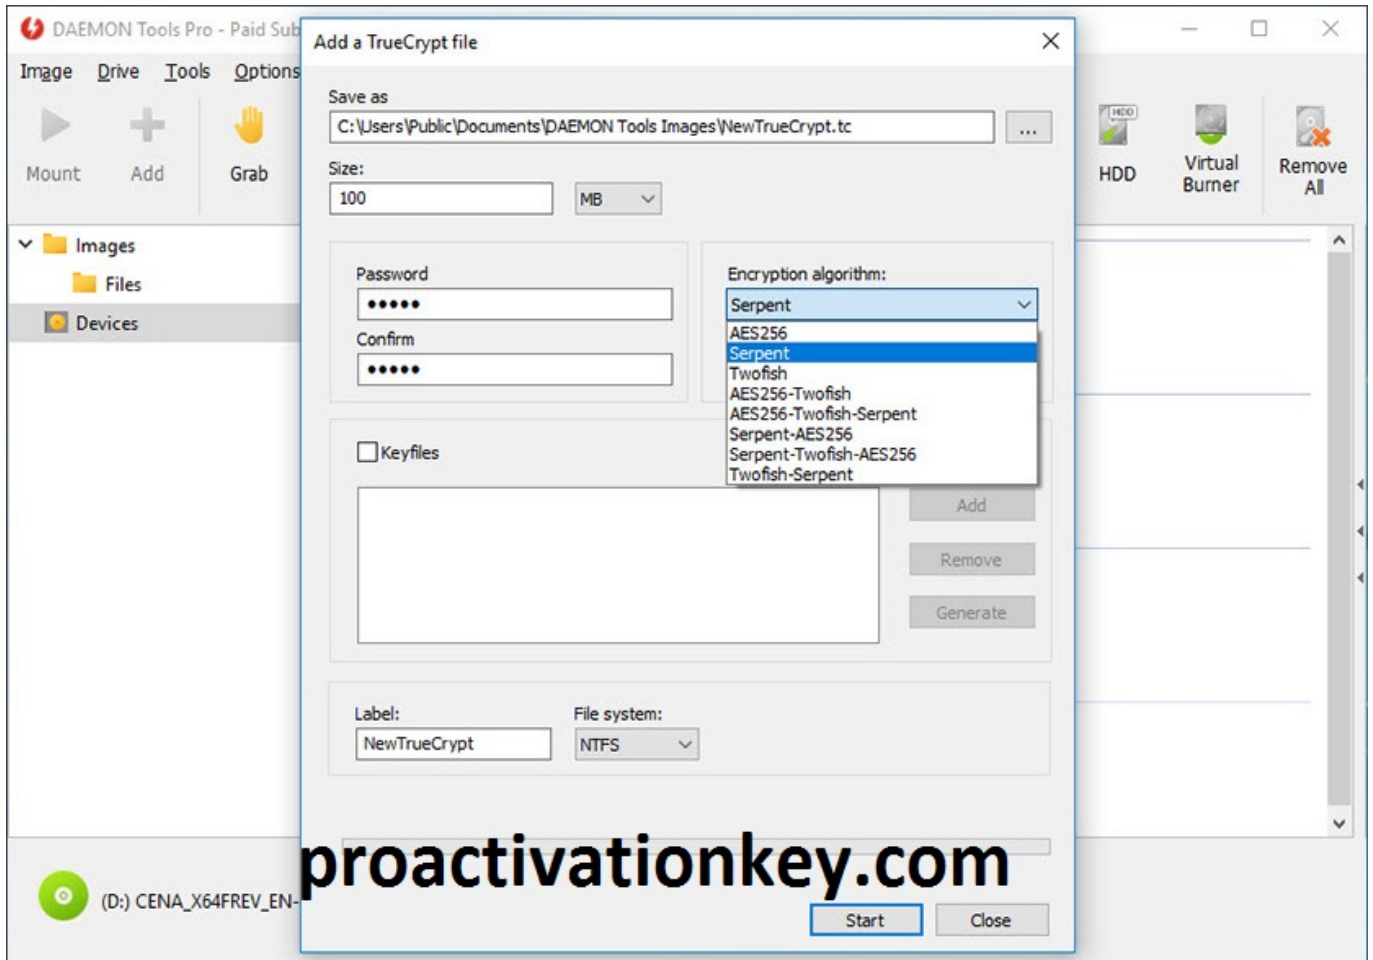 DAEMON Tools Pro - Paid Sub
Image Drive Tools Options
Mount Add Grab
HDD
HDD Virtual Burner Remove All
Images
Files
Devices
Add a TrueCrypt file
Save as
C:\Users\Public\Documents\DAEMON Tools Images\NewTrueCrypt.tc ...
Size:
100 MB
Password
•••••
Confirm
•••••
Encryption algorithm:
Serpent
AES256
Serpent
Twofish
AES256-Twofish
AES256-Twofish-Serpent
Serpent-AES256
Serpent-Twofish-AES256
Twofish-Serpent
Keyfiles
Add
Remove
Generate
Label: File system:
NewTrueCrypt NTFS
proactivationkey.com
(D:) CENA_X64FREV_EN-
Start Close